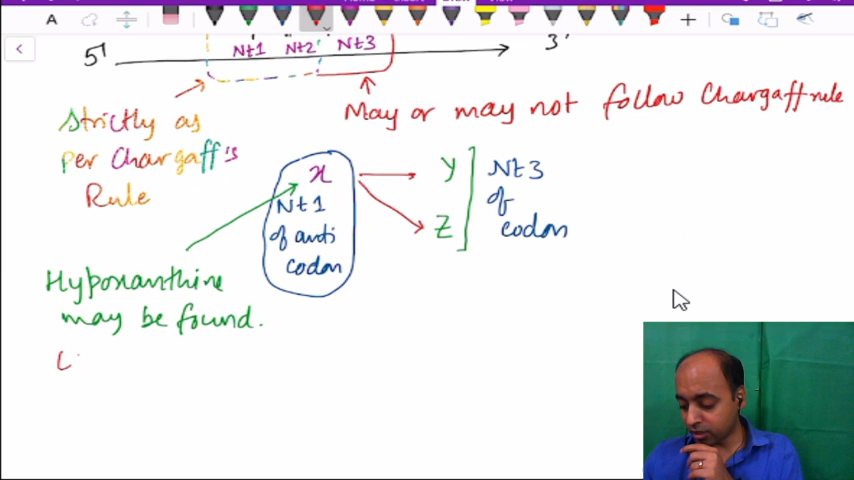 Nt1 Nt2 Nt3
5' 3'
Strictly as
per Chargaff's
Rule
May or may not follow Chargaff rule
x
Nt1
of anti
codon
Y
Z
Nt3
of
codon
Hypoxanthine
may be found.
(